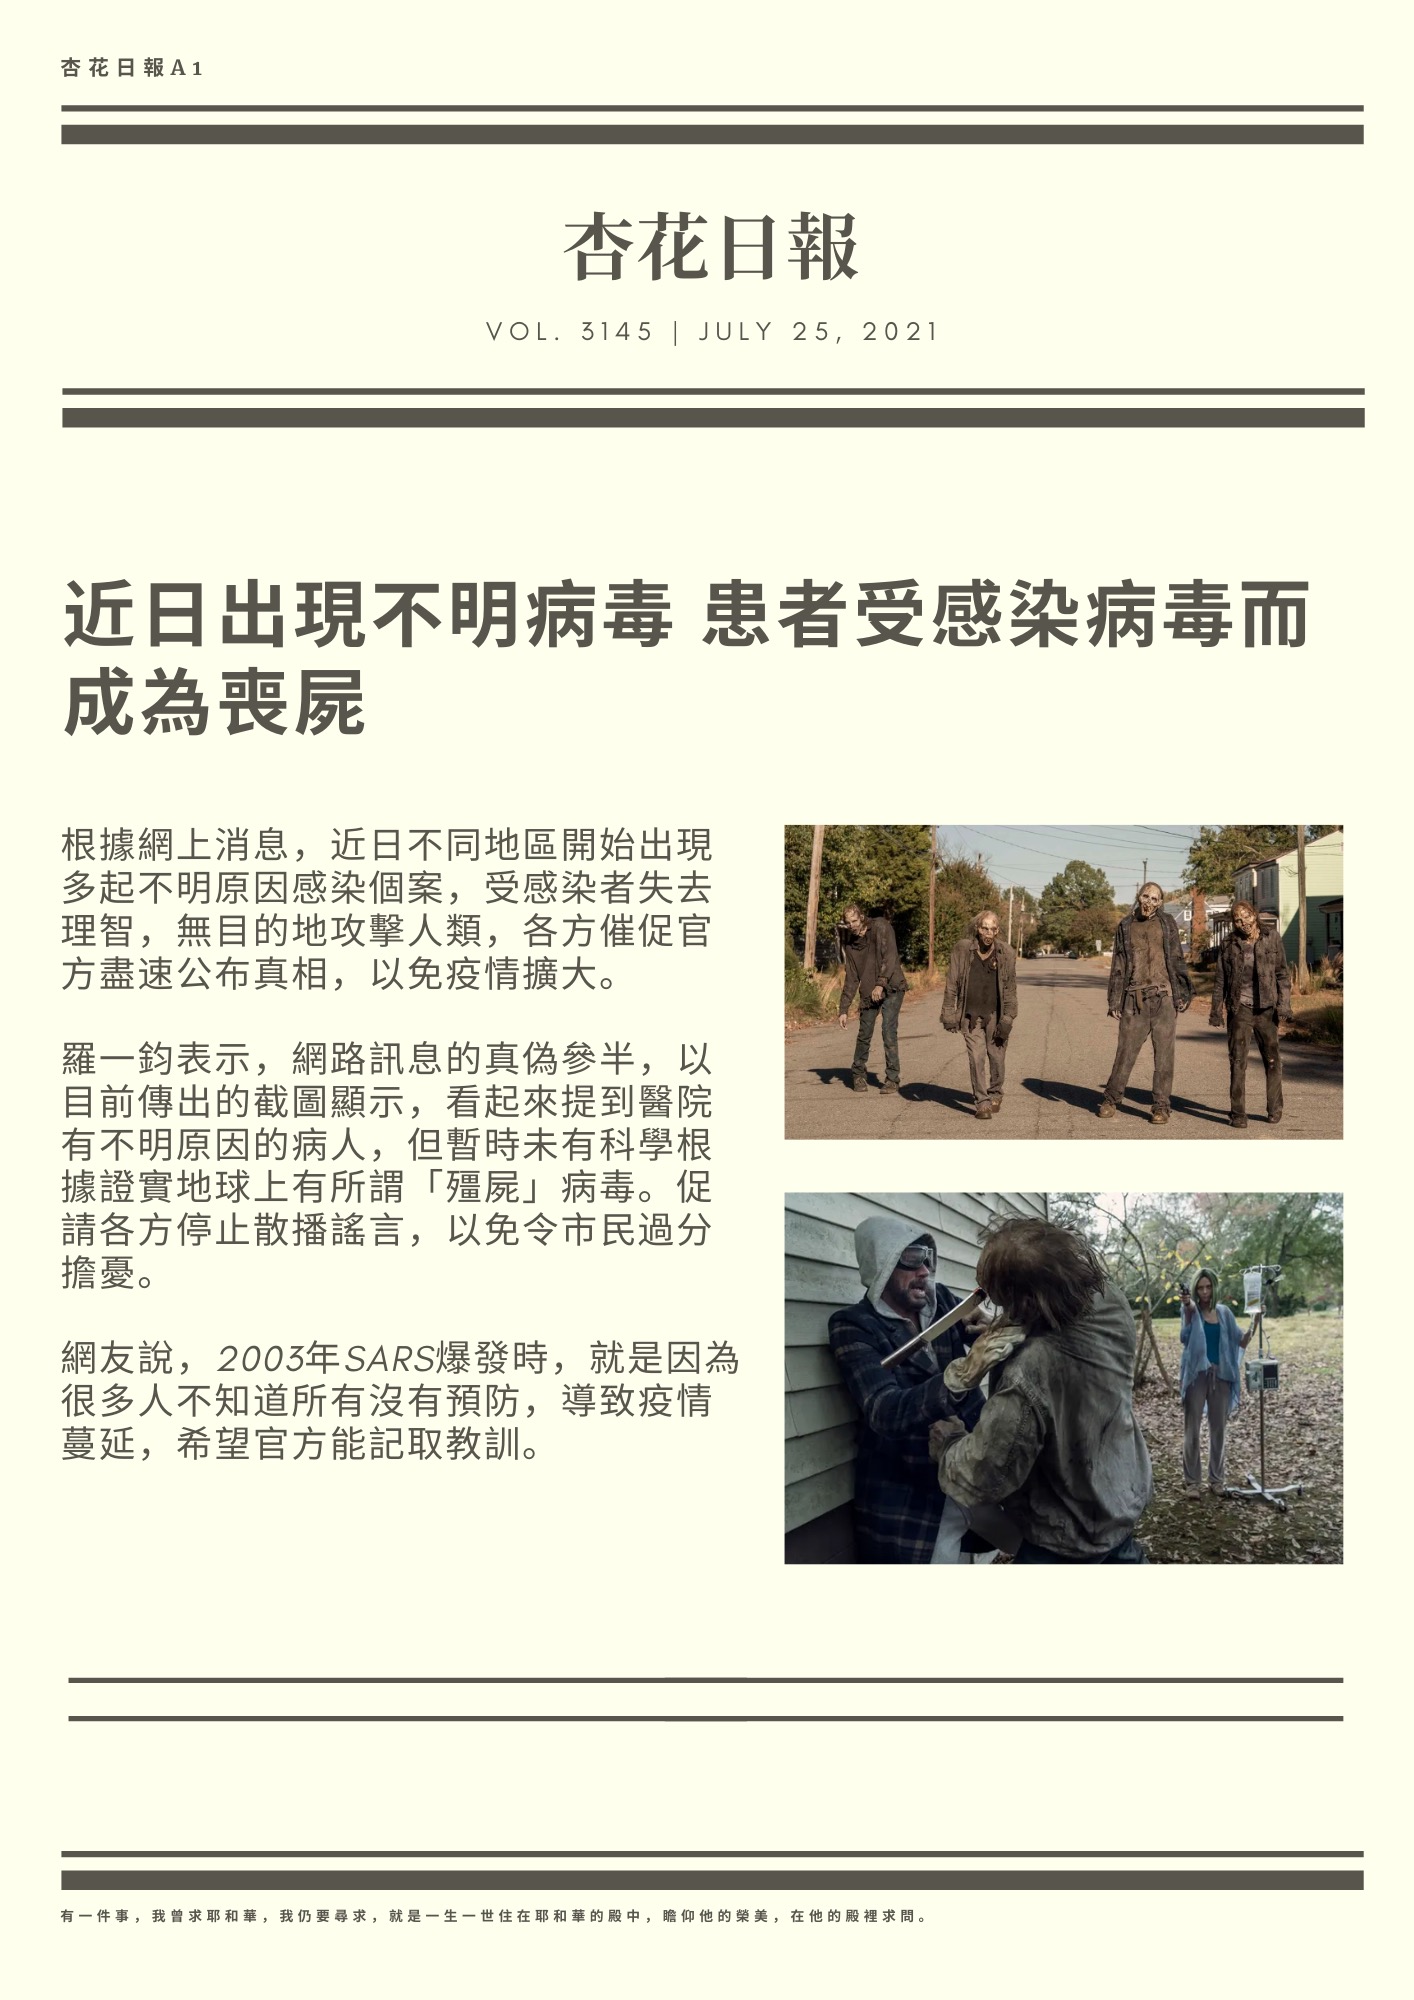 杏花日報A1
杏花日報
VOL. 3145 | JULY 25, 2021
近日出現不明病毒 患者受感染病毒而
成為喪屍
根據網上消息，近日不同地區開始出現
多起不明原因感染個案，受感染者失去
理智，無目的地攻擊人類，各方催促官
方盡速公布真相，以免疫情擴大。
羅一鈞表示，網路訊息的真偽參半，以
目前傳出的截圖顯示，看起來提到醫院
有不明原因的病人，但暫時未有科學根
據證實地球上有所謂「殭屍」病毒。促
請各方停止散播謠言，以免令市民過分
擔憂。
網友說，2003年SARS爆發時，就是因為
很多人不知道所有沒有預防，導致疫情
蔓延，希望官方能記取教訓。
有一件事，我曾求耶和華，我仍要尋求，就是一生一世住在耶和華的殿中，瞻仰他的榮美，在他的殿裡求問。